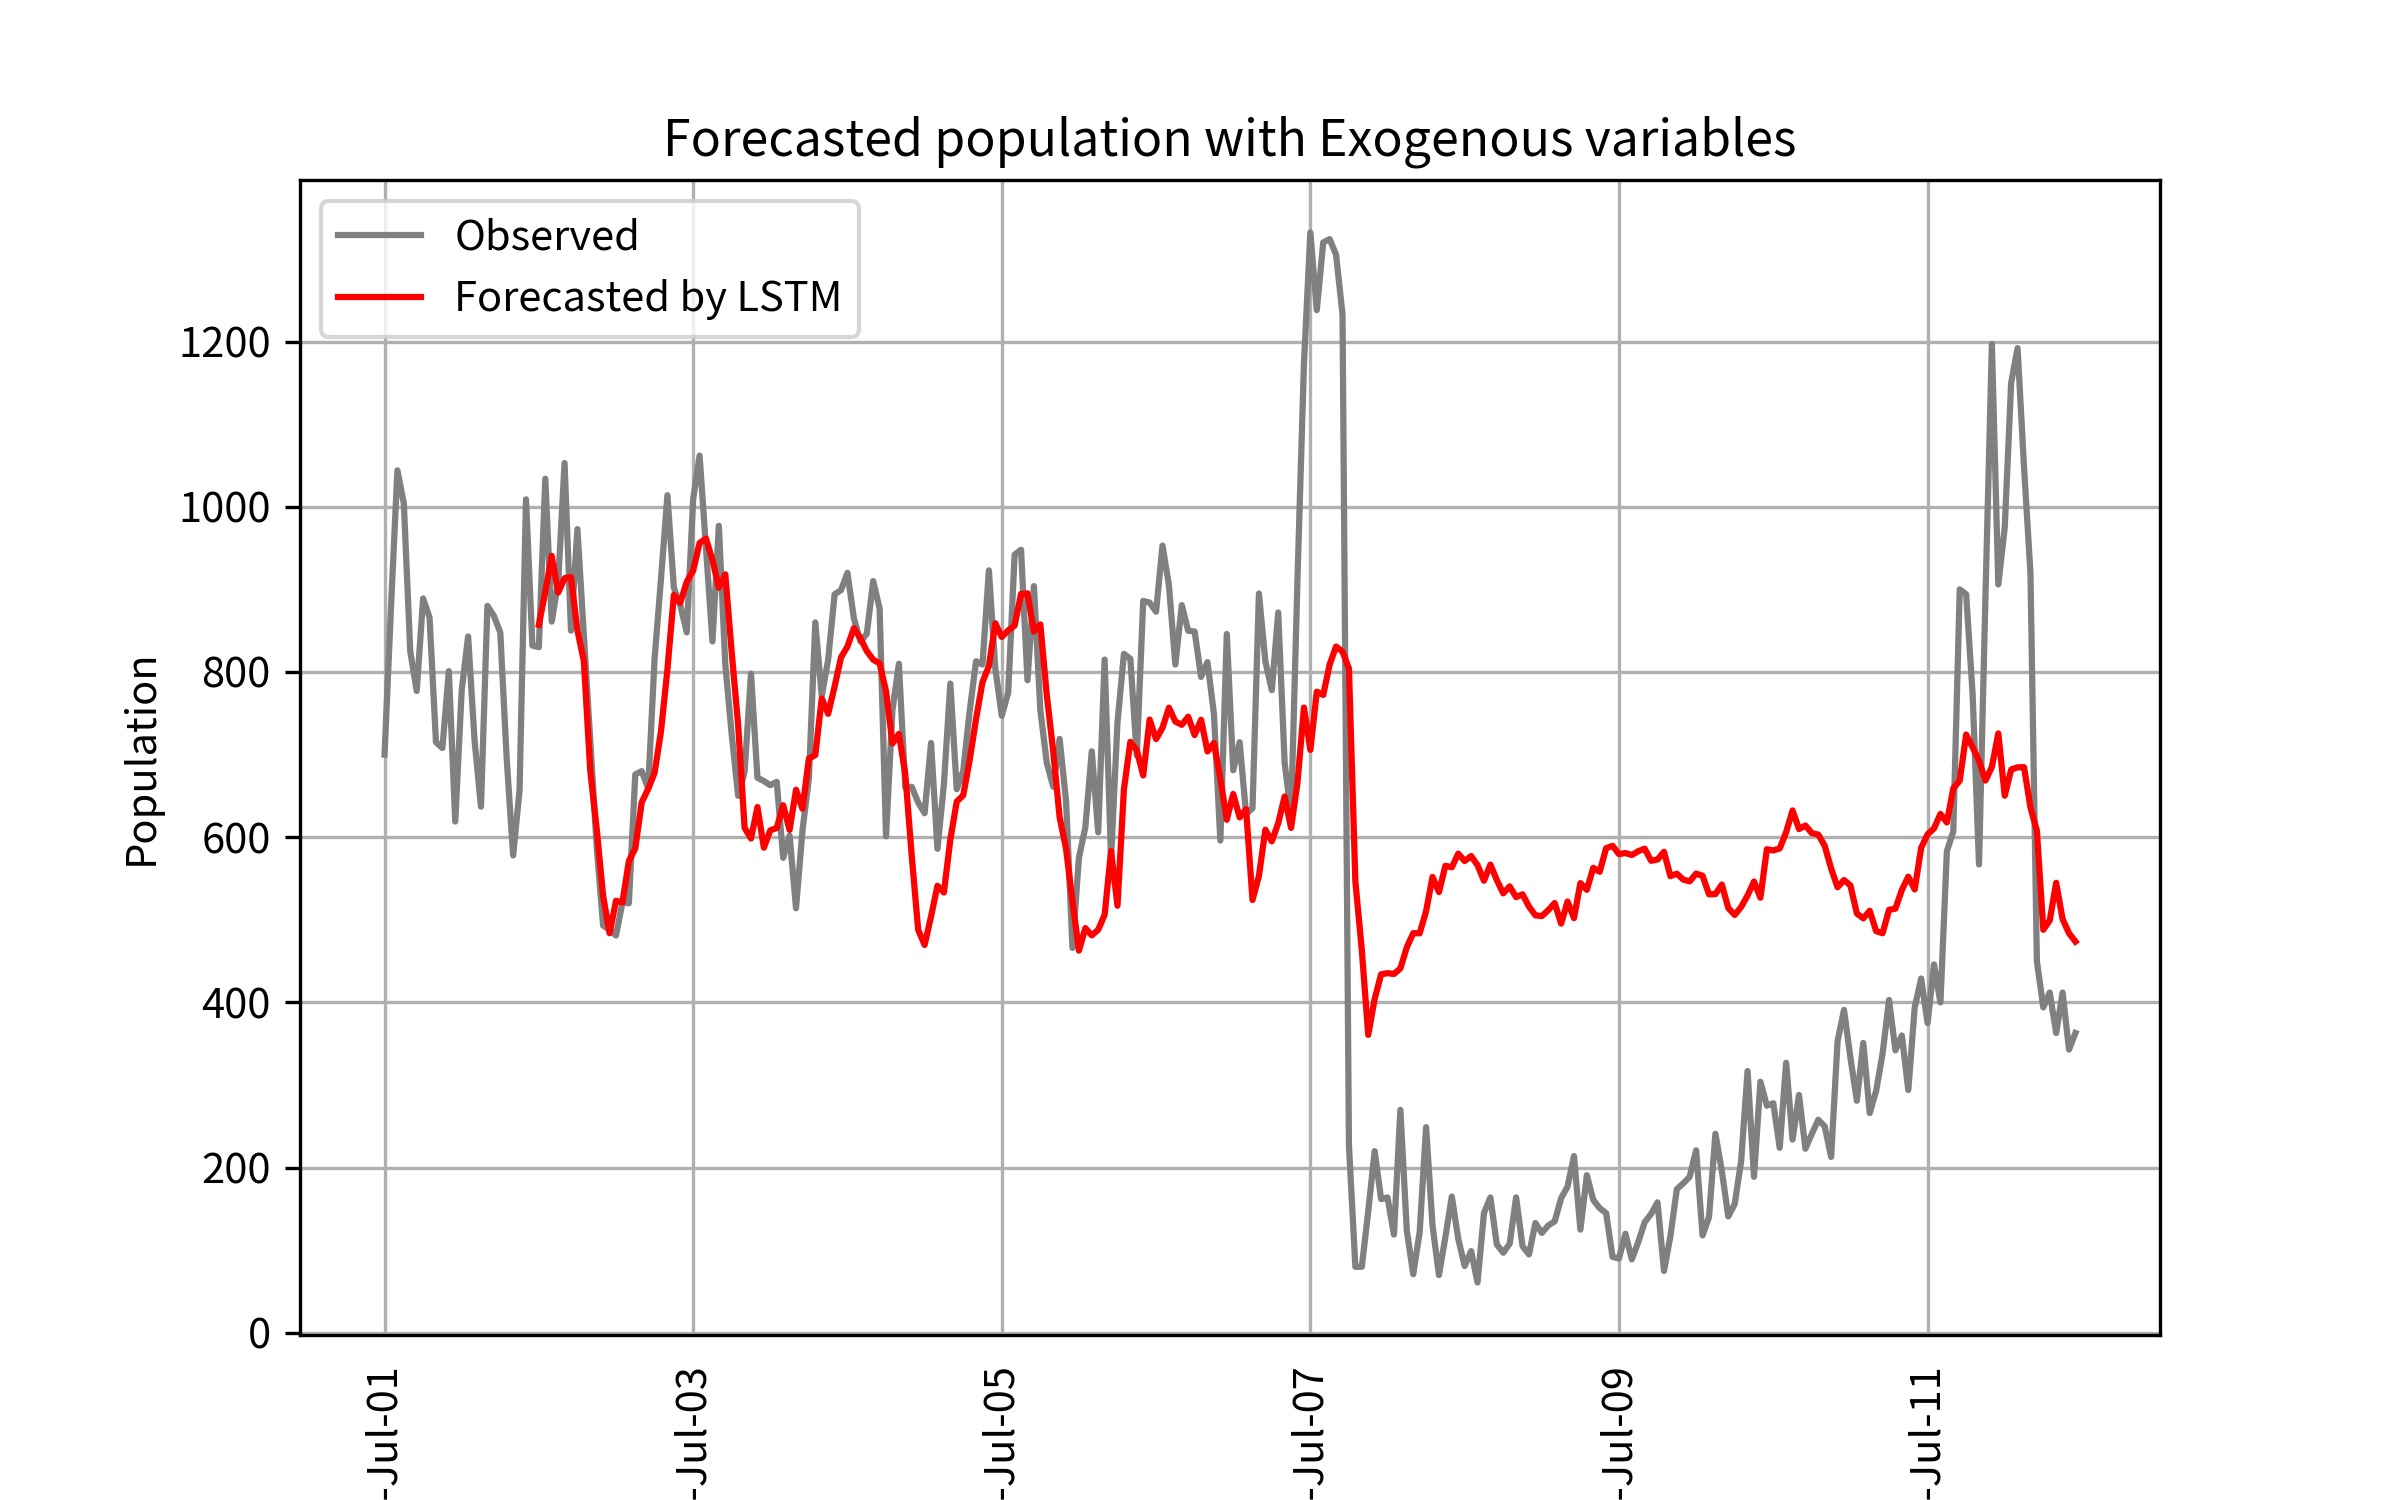 Forecasted population with Exogenous variables
Observed
Forecasted by LSTM
Population
1200
1000
800
600
400
200
0
-Jul-01
-Jul-03
-Jul-05
-Jul-07
-Jul-09
-Jul-11